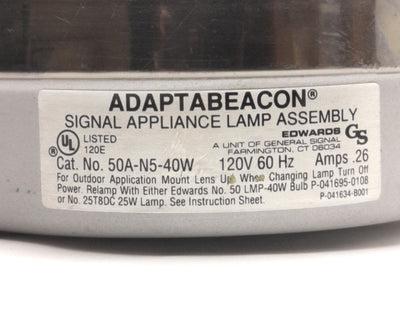 ADAPTABEACON®
SIGNAL APPLIANCE LAMP ASSEMBLY
UL LISTED 120E
EDWARDS GS
A UNIT OF GENERAL SIGNAL
FARMINGTON, CT 06034
Cat. No. 50A-N5-40W 120V 60 Hz Amps .26
For Outdoor Application Mount Lens Up When Changing Lamp Turn Off
Power. Relamp With Either Edwards No. 50 LMP-40W Bulb P-041695-0108
or No. 25T8DC 25W Lamp. See Instruction Sheet. P-041634-B001